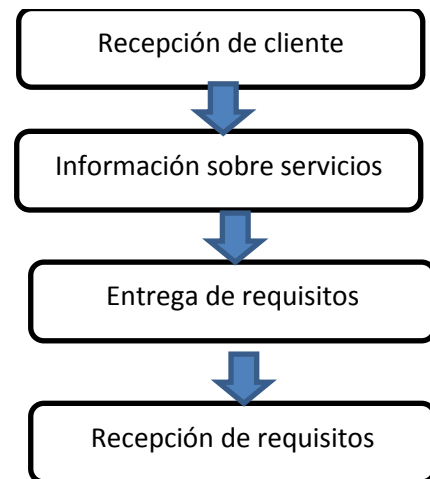 Recepción de cliente
Información sobre servicios
Entrega de requisitos
Recepción de requisitos